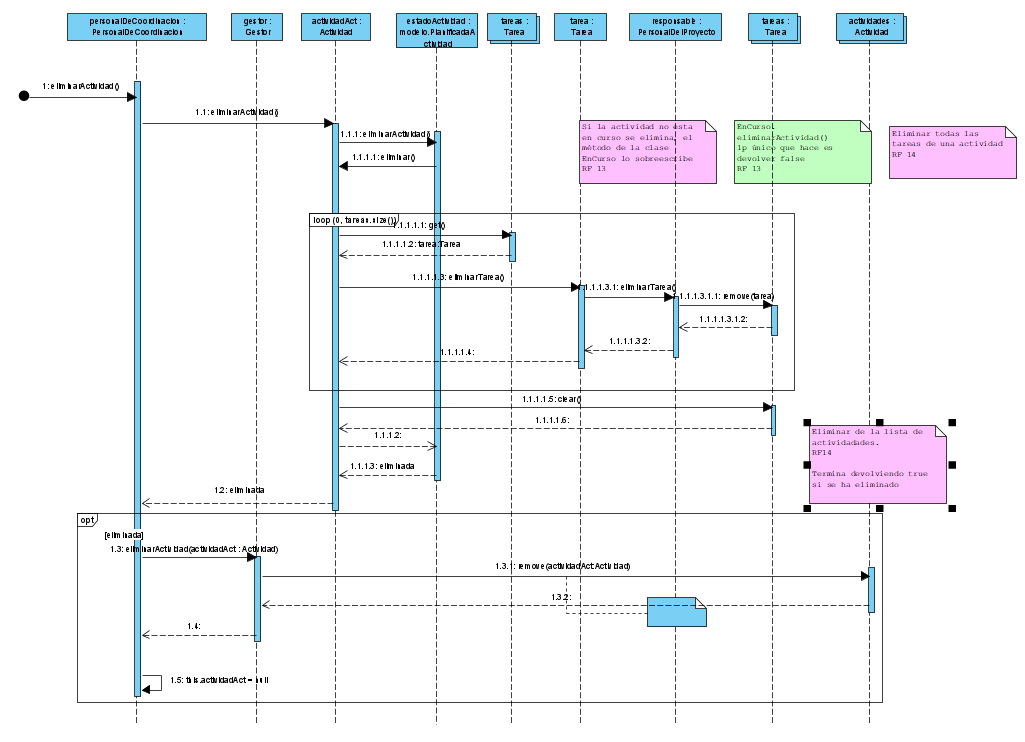 personalDeCoordinacion :
PersonalDeCoordinacion
gestor :
Gestor
actividadAct :
Actividad
estadoActividad :
modelo.PlanificadaA
ctividad
tareas :
Tarea
tarea :
Tarea
responsable :
PersonalDelProyecto
tareas :
Tarea
actividades :
Actividad
1: eliminarActividad()
1.1: eliminarActividad()
1.1.1: eliminarActividad()
1.1.1.1: eliminar()
Si la actividad no esta
en curso se elimina, el
método de la clase
EnCurso lo sobreescribe
RF 13
EnCurso.
eliminarActividad()
lp único que hace es
devolver false
RF 13
Eliminar todas las
tareas de una actividad
RF 14
loop (0, tareas.size())
1.1.1.1.1: get()
1.1.1.1.2: tarea:Tarea
1.1.1.1.3: eliminarTarea()
1.1.1.1.3.1: eliminarTarea()
1.1.1.1.3.1.1: remove(tarea)
1.1.1.1.3.1.2:
1.1.1.1.3.2:
1.1.1.1.4:
1.1.1.1.5: clear()
1.1.1.1.6:
1.1.1.2:
1.1.1.3: eliminada
1.2: eliminada
Eliminar de la lista de
actividadades.
RF14
Termina devolviendo true
si se ha eliminado
opt
[eliminada]
1.3: eliminarActividad(actividadAct : Actividad)
1.3.1: remove(actividadAct:Actividad)
1.3.2:
1.4:
1.5: this.actividadAct = null